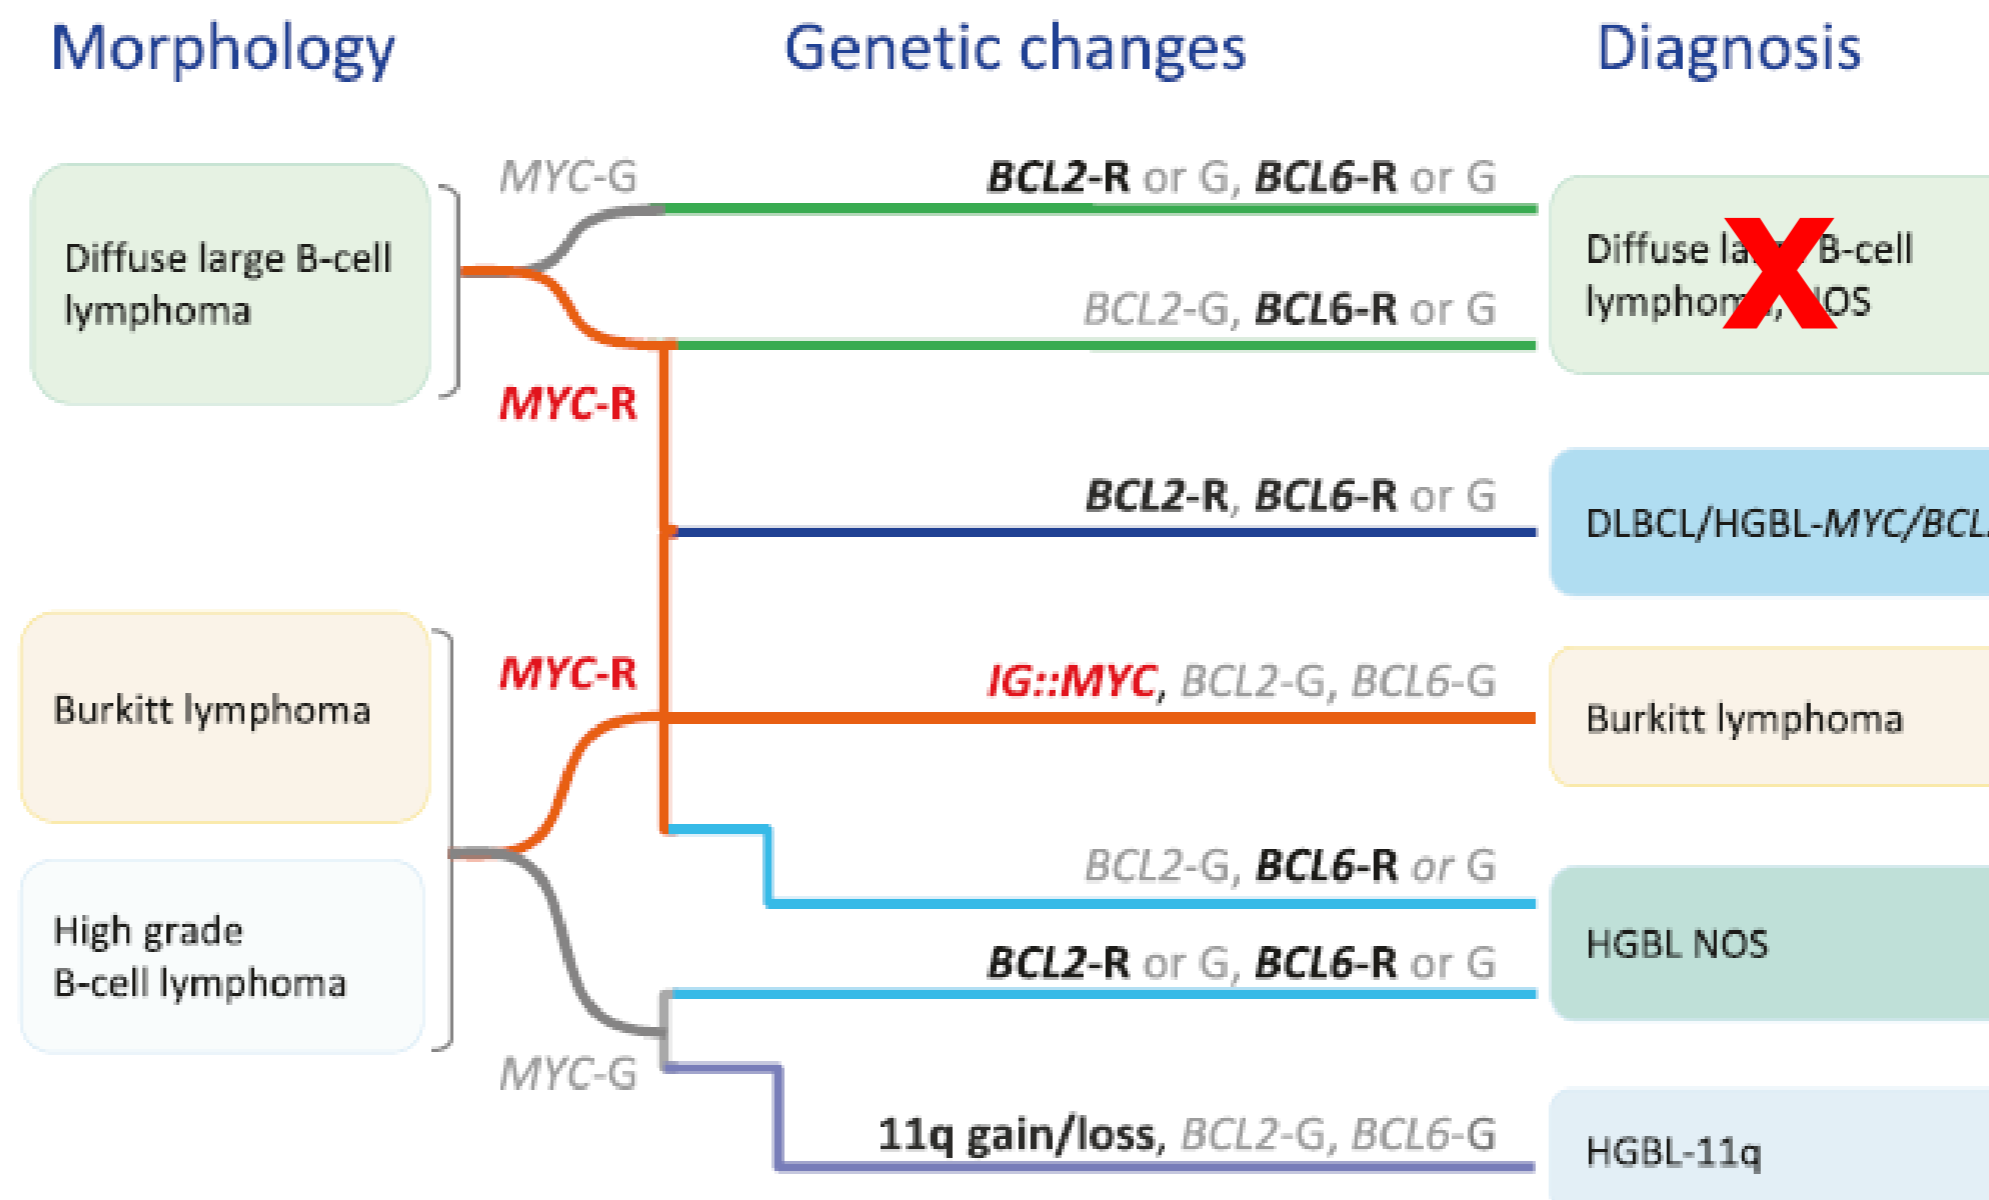 Morphology
Genetic changes
Diagnosis
MYC-G
BCL2-R or G, BCL6-R or G
Diffuse large B-cell
lymphoma
Diffuse B-cell
BCL2-G, BCL6-R or G
MYC-R
BCL2-R, BCL6-R or G
DLBCL/HGBL-MYC/BCL
Burkitt lymphoma
MYC-R
IG::MYC, BCL2-G, BCL6-G
Burkitt lymphoma
BCL2-G, BCL6-R or G
High grade
B-cell lymphoma
HGBL NOS
BCL2-R or G, BCL6-R or G
MYC-G
11q gain/loss, BCL2-G, BCL6-G
HGBL-11q